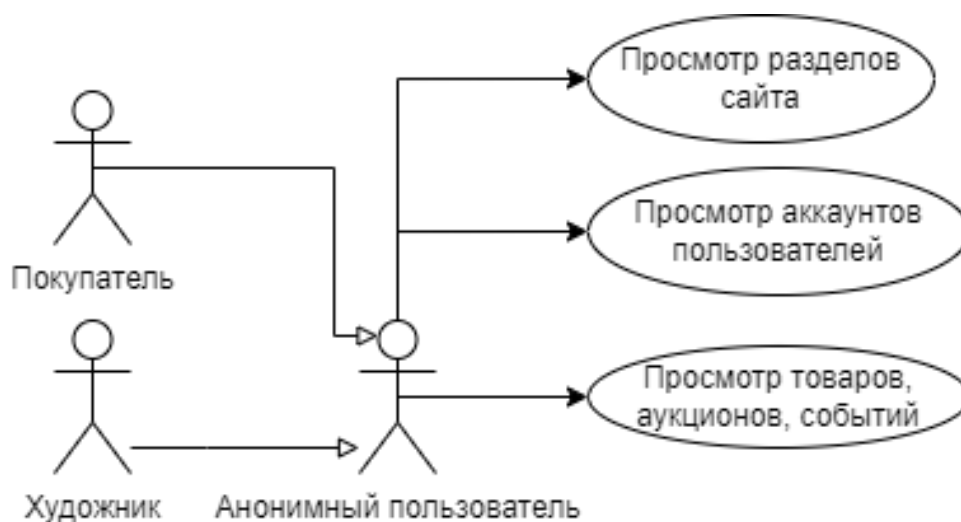 Просмотр разделов
сайта
Просмотр аккаунтов
пользователей
Покупатель
Просмотр товаров,
аукционов, событий
Художник
Анонимный пользователь